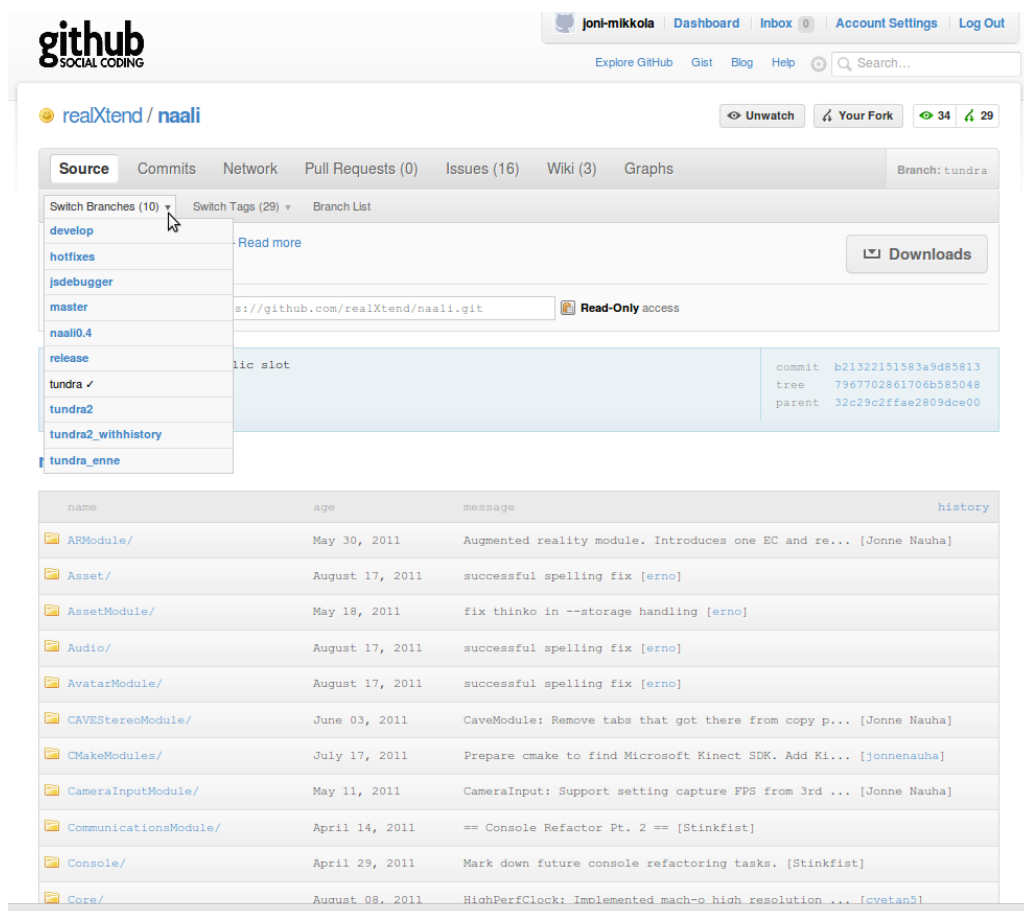 github
SOCIAL CODING
joni-mikkola Dashboard Inbox 0 Account Settings Log Out
Explore GitHub Gist Blog Help Search...
realXtend / naali
Unwatch Your Fork 34 29
Source Commits Network Pull Requests (0) Issues (16) Wiki (3) Graphs Branch: tundra
Switch Branches (10) ▾ Switch Tags (29) ▾ Branch List
develop
hotfixes
jsdebugger
master
naali0.4
release
tundra ✓
tundra2
tundra2_withhistory
tundra_enne
Read more
Downloads
s://github.com/realXtend/naali.git Read-Only access
lic slot
commit b21322151583a9d85813
tree 7967702861706b585048
parent 32c29c2ffae2809dce00
name age message history
ARModule/ May 30, 2011 Augmented reality module. Introduces one EC and re... [Jonne Nauha]
Asset/ August 17, 2011 successful spelling fix [erno]
AssetModule/ May 18, 2011 fix thinko in --storage handling [erno]
Audio/ August 17, 2011 successful spelling fix [erno]
AvatarModule/ August 17, 2011 successful spelling fix [erno]
CAVEStereoModule/ June 03, 2011 CaveModule: Remove tabs that got there from copy p... [Jonne Nauha]
CMakeModules/ July 17, 2011 Prepare cmake to find Microsoft Kinect SDK. Add Ki... [jonnenauha]
CameraInputModule/ May 11, 2011 CameraInput: Support setting capture FPS from 3rd ... [Jonne Nauha]
CommunicationsModule/ April 14, 2011 == Console Refactor Pt. 2 == [Stinkfist]
Console/ April 29, 2011 Mark down future console refactoring tasks. [Stinkfist]
Core/ August 08, 2011 HighPerfClock: Implemented mach-o high resolution ... [cvetan5]